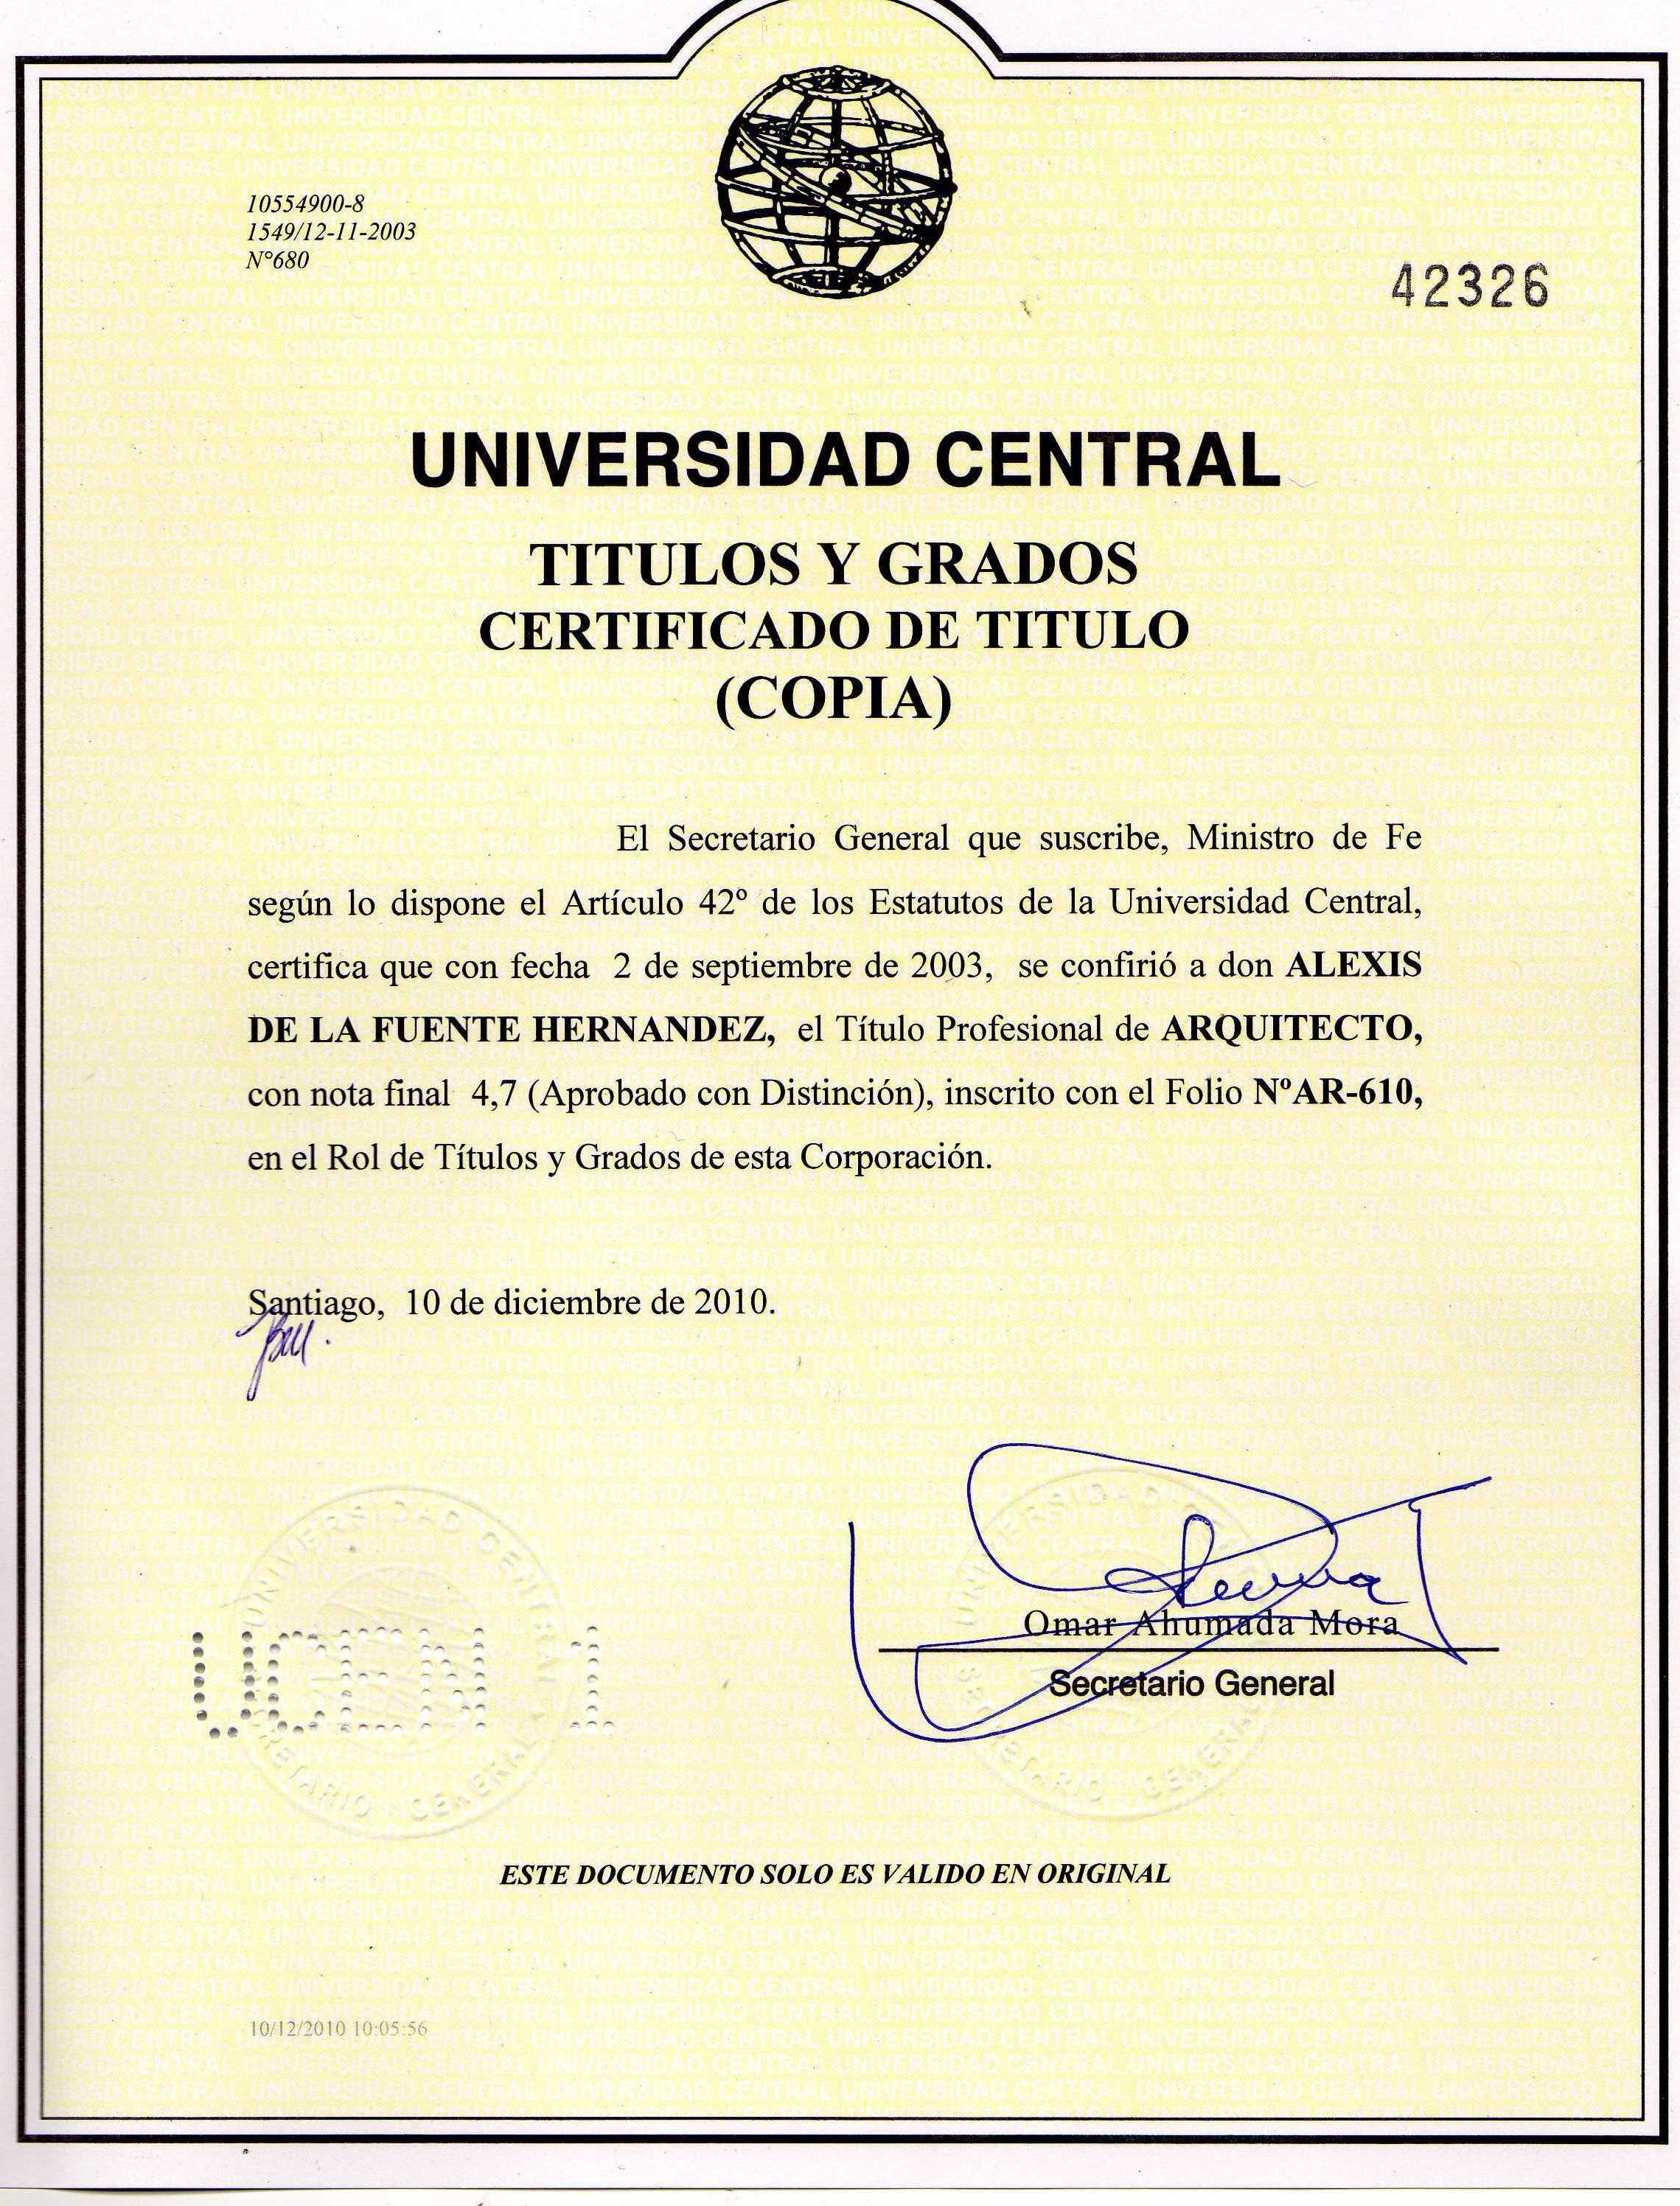 10554900-8
1549/12-11-2003
N°680
42326
UNIVERSIDAD CENTRAL
TITULOS Y GRADOS
CERTIFICADO DE TITULO
(COPIA)
El Secretario General que suscribe, Ministro de Fe
según lo dispone el Artículo 42º de los Estatutos de la Universidad Central,
certifica que con fecha 2 de septiembre de 2003, se confirió a don ALEXIS
DE LA FUENTE HERNANDEZ, el Título Profesional de ARQUITECTO,
con nota final 4,7 (Aprobado con Distinción), inscrito con el Folio NºAR-610,
en el Rol de Títulos y Grados de esta Corporación.
Santiago, 10 de diciembre de 2010.
UNIVERSIDAD CENTRAL
SECRETARIO GENERAL
UCEN 1
Omar Ahumada Mora
Secretario General
ESTE DOCUMENTO SOLO ES VALIDO EN ORIGINAL
10/12/2010 10:05:56